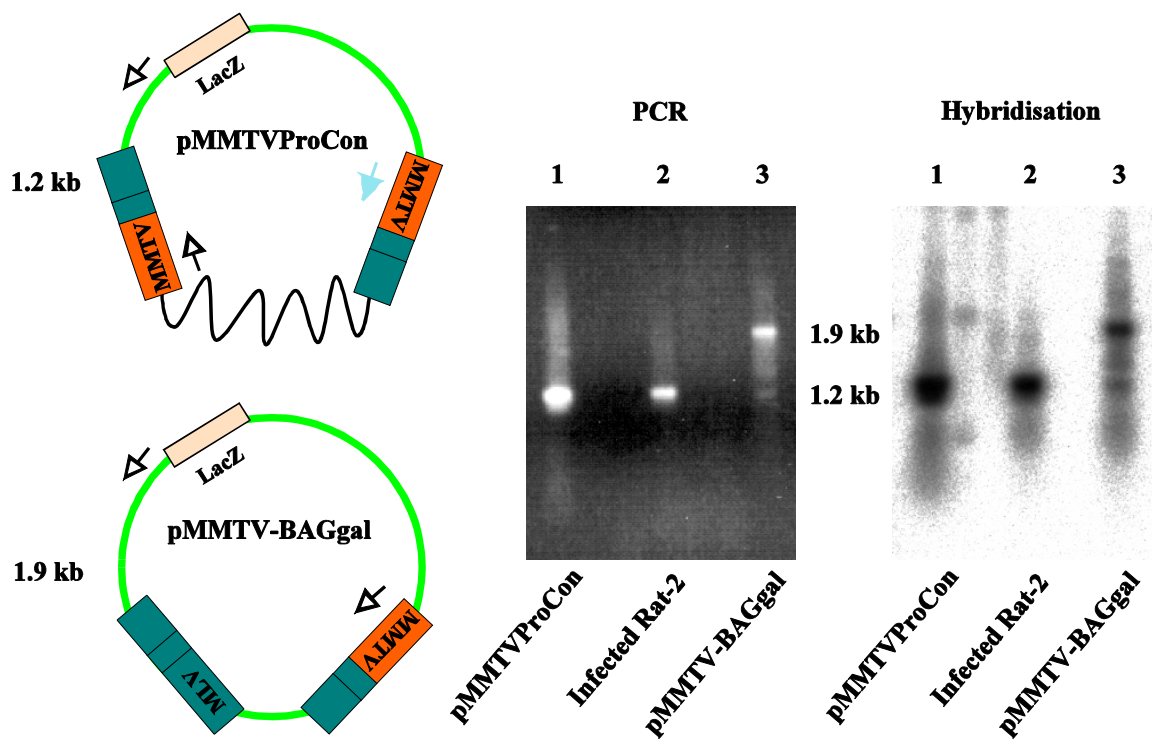 LacZ
pMMTVProCon
1.2 kb
MMTV
MMTV
LacZ
pMMTV-BAGgal
1.9 kb
MLV
MMTV
PCR
1 2 3
pMMTVProCon
Infected Rat-2
pMMTV-BAGgal
1.9 kb
1.2 kb
Hybridisation
1 2 3
pMMTVProCon
Infected Rat-2
pMMTV-BAGgal